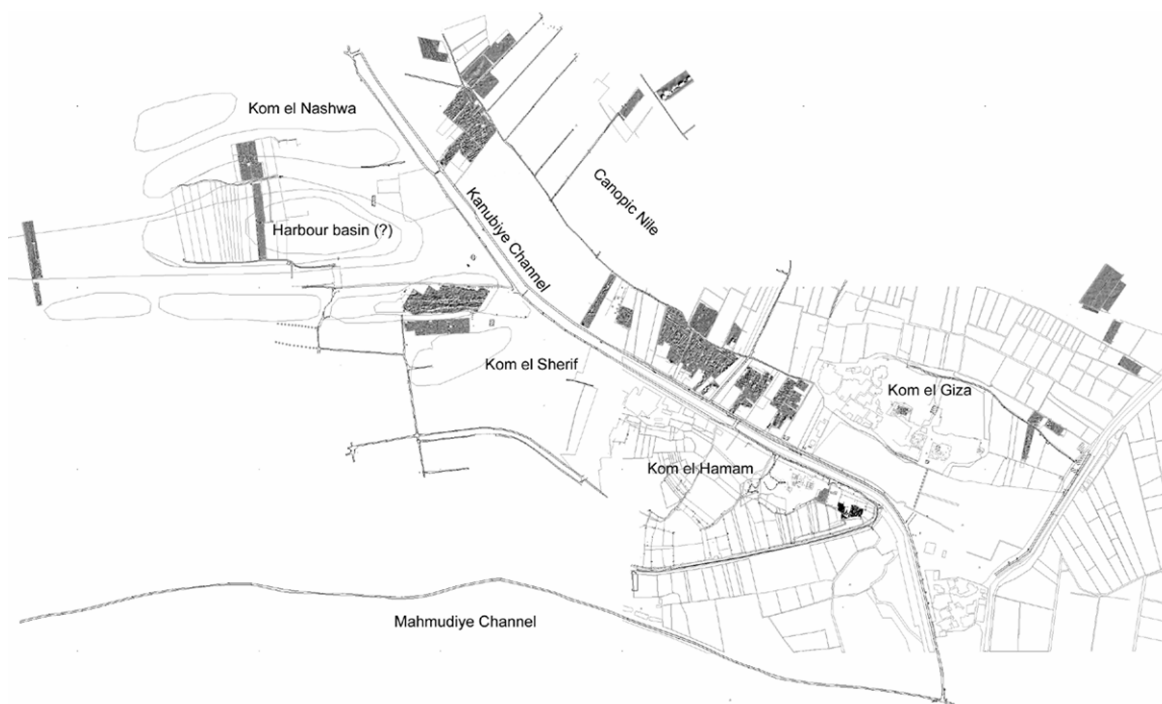 Kom el Nashwa
Canopic Nile
Kanubiye Channel
Harbour basin (?)
Kom el Sherif
Kom el Giza
Kom el Hamam
Mahmudiye Channel